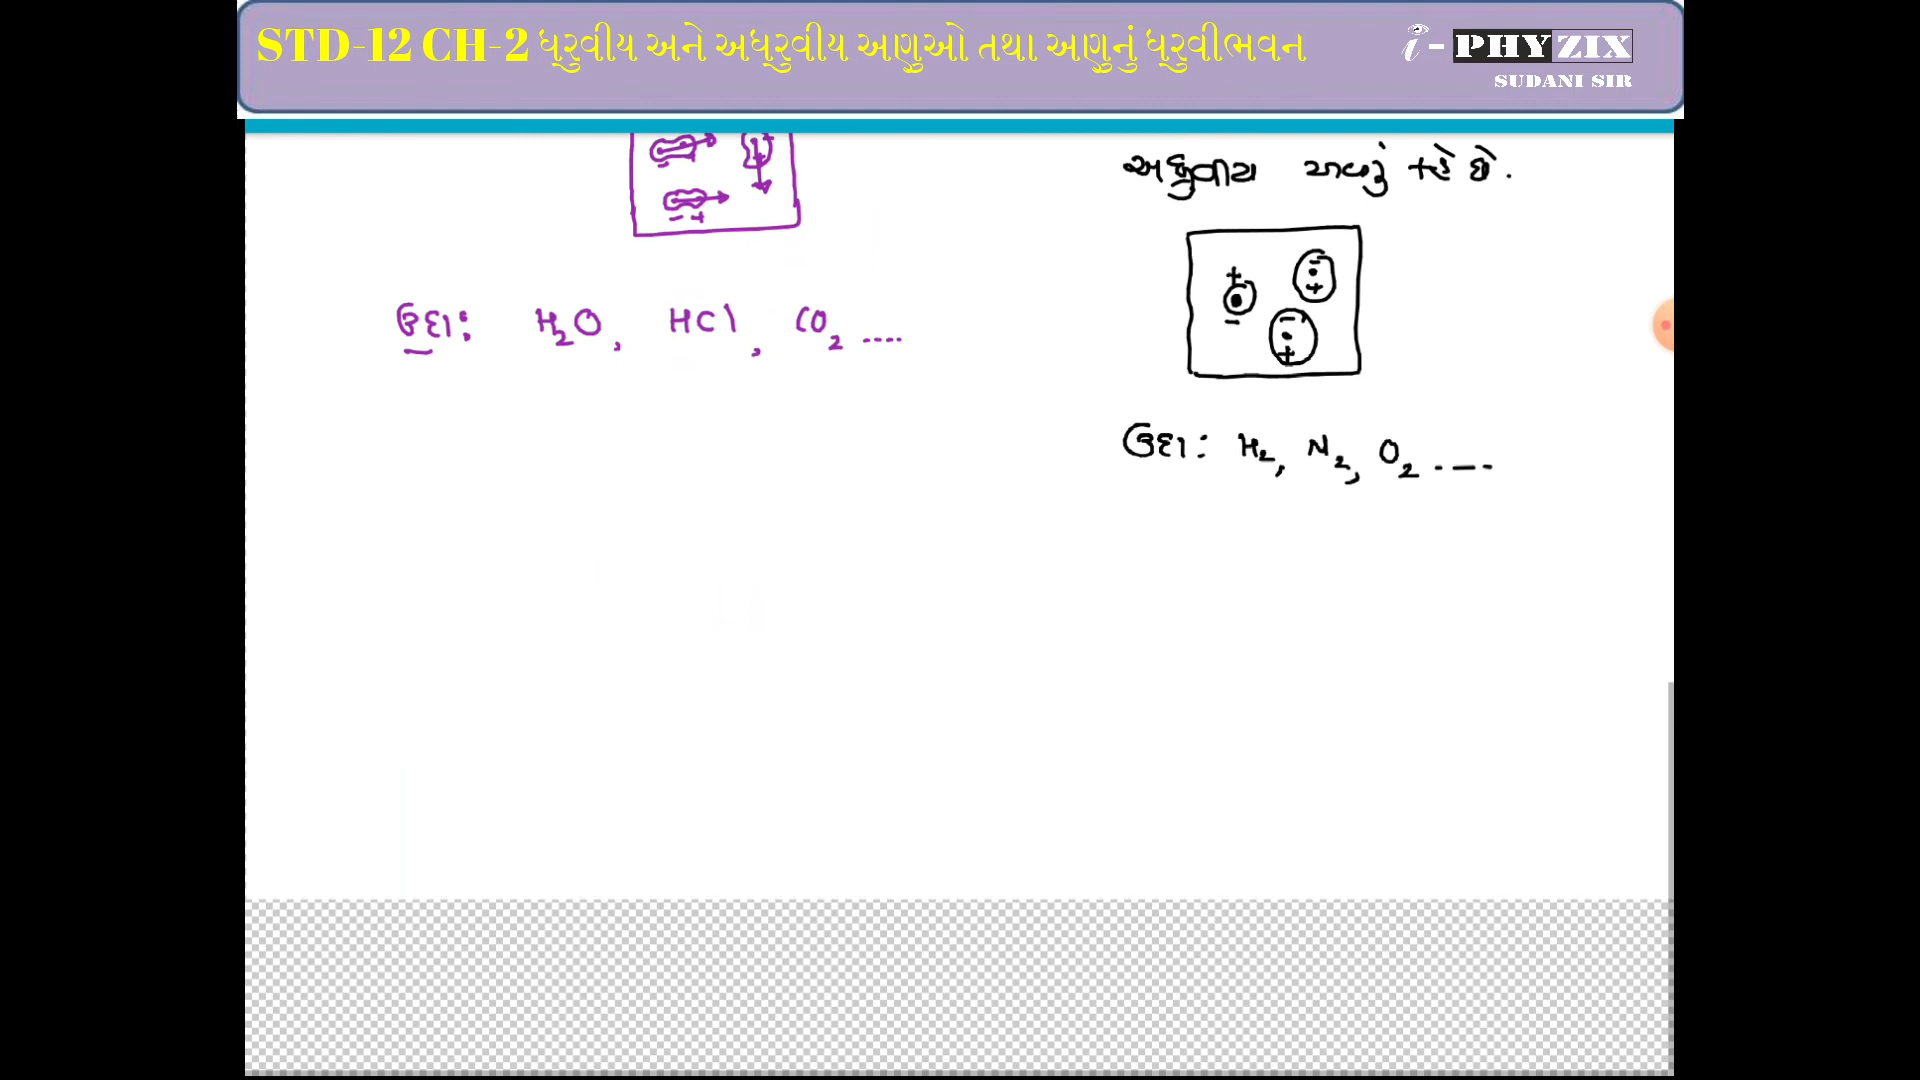 STD-12 CH-2 ધ્રુવીય અને અધ્રુવીય અણુઓ તથા અણુનું ધ્રુવીભવન
i-PHYZIX
SUDANI SIR
અધ્રુવીય ચાલું રહે છે.
ઉદા: H₂O, HCl, CO₂ ....
ઉદા: H₂, N₂, O₂ ----